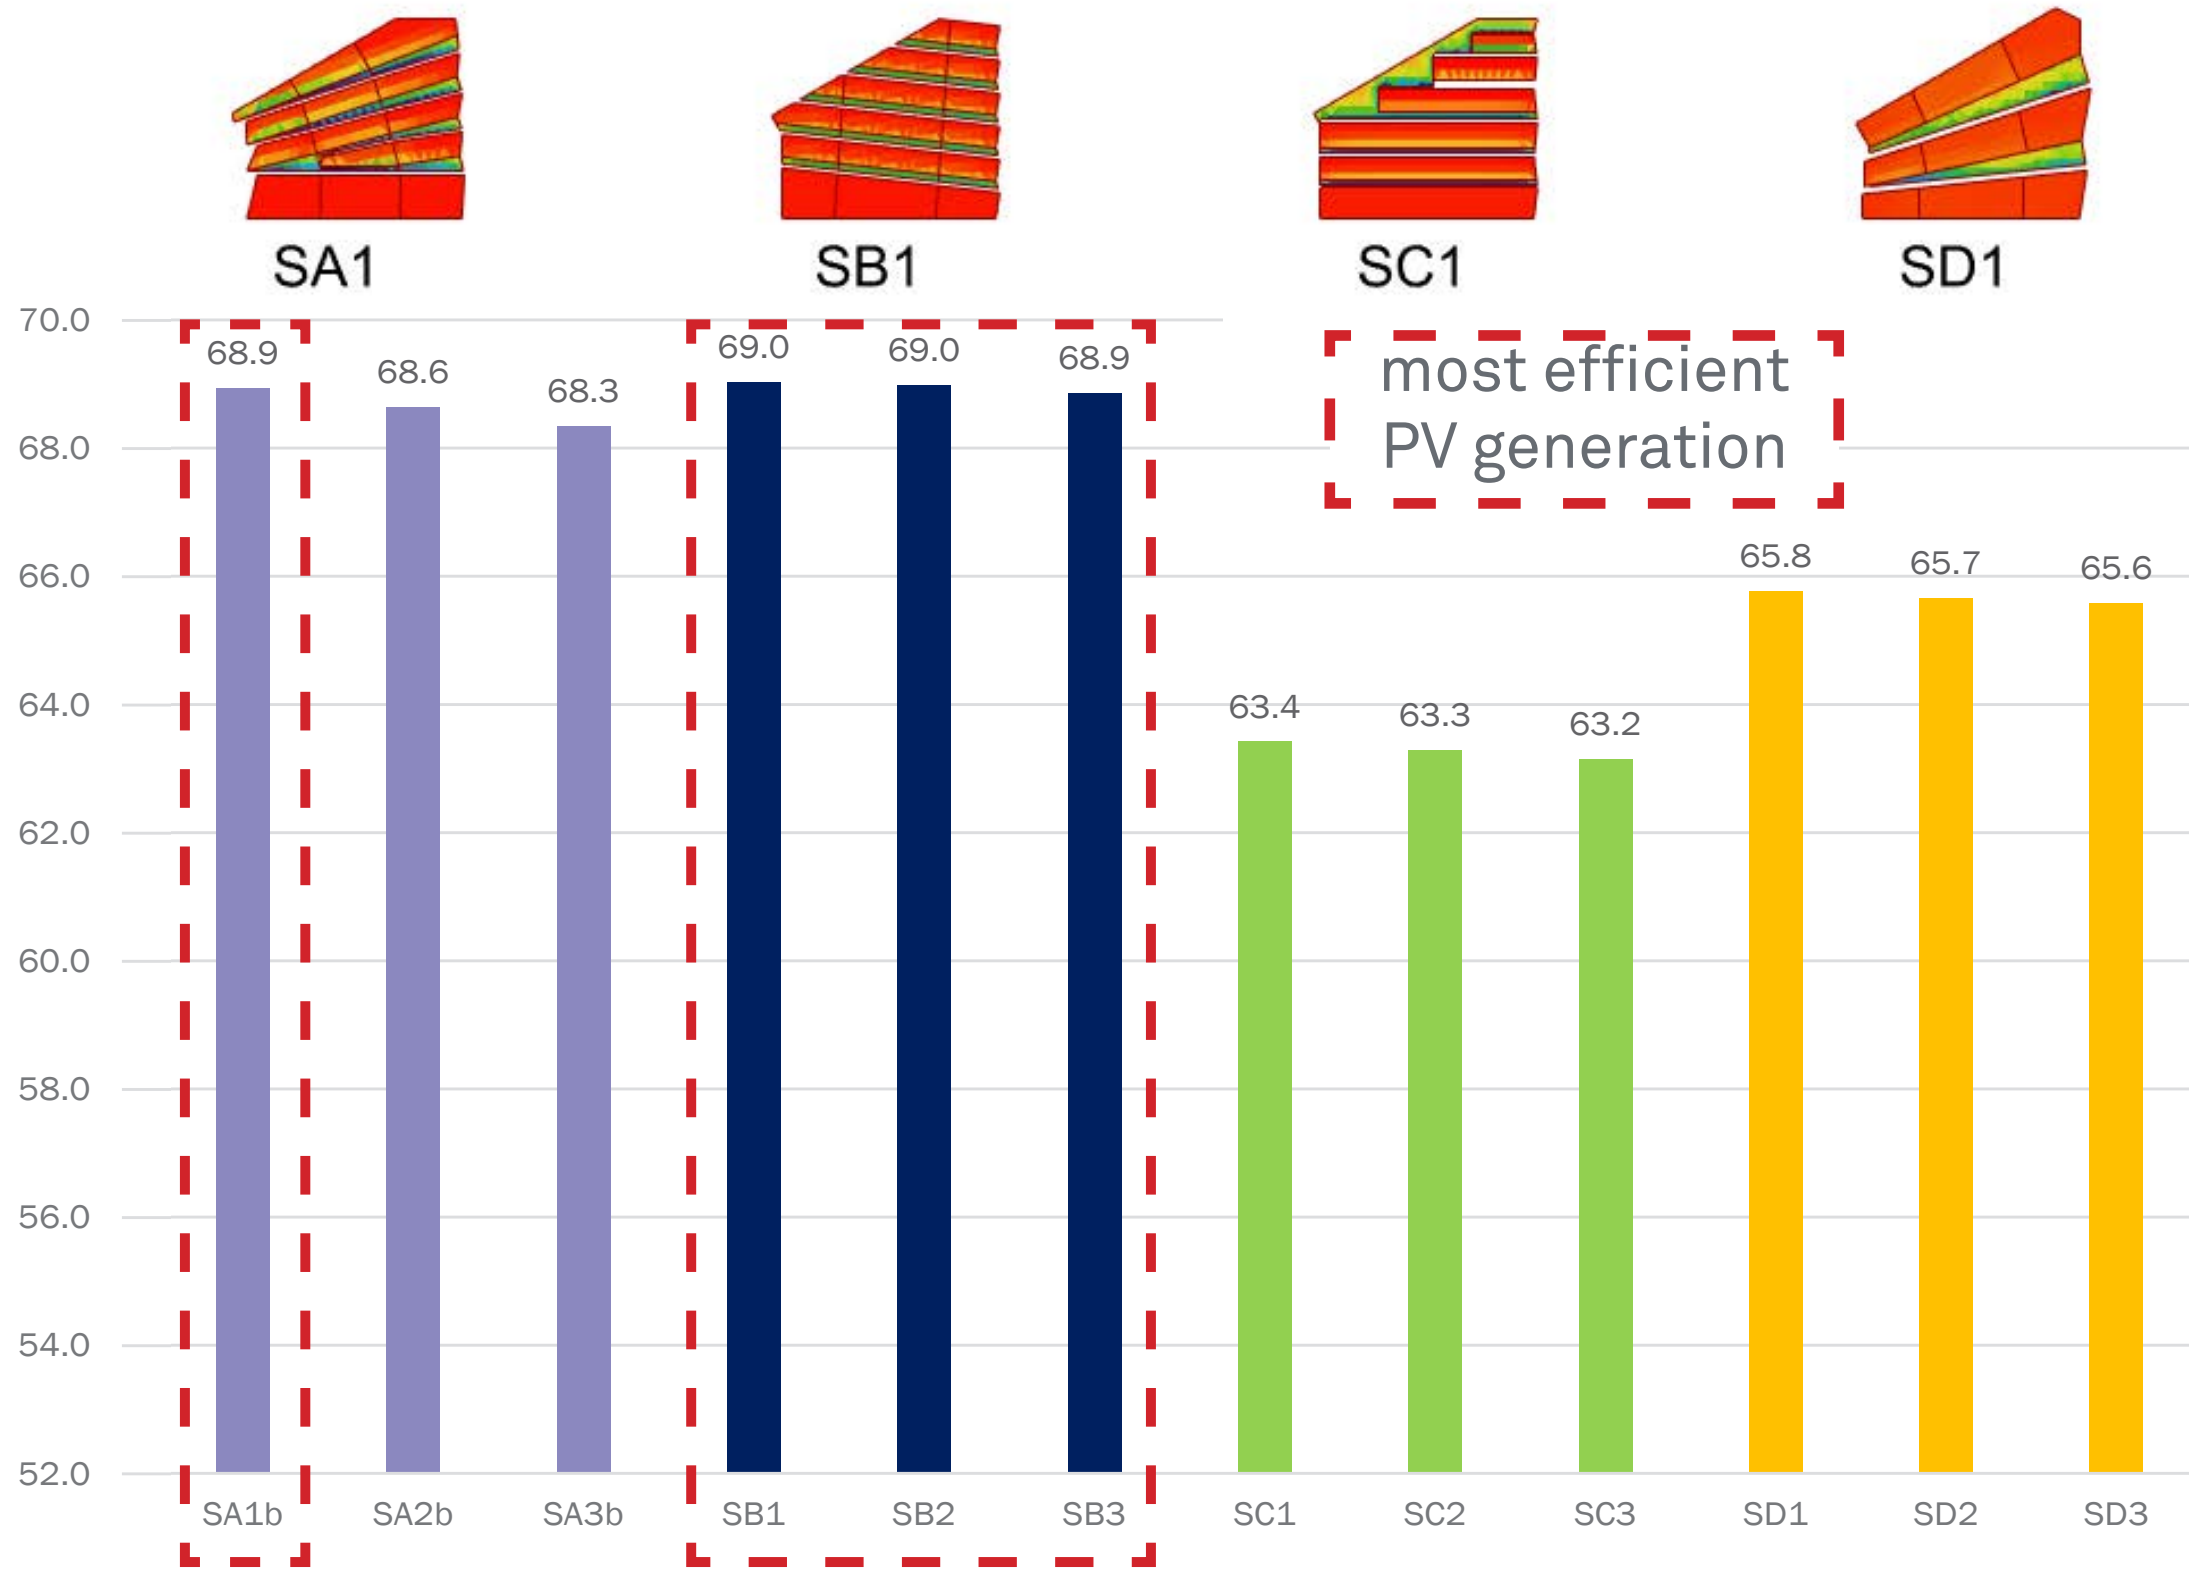 SA1 SB1 SC1 SD1
70.0
68.9 68.6 68.3 69.0 69.0 68.9
most efficient
PV generation
68.0
66.0
65.8 65.7 65.6
64.0
63.4 63.3 63.2
62.0
60.0
58.0
56.0
54.0
52.0
SA1b SA2b SA3b SB1 SB2 SB3 SC1 SC2 SC3 SD1 SD2 SD3